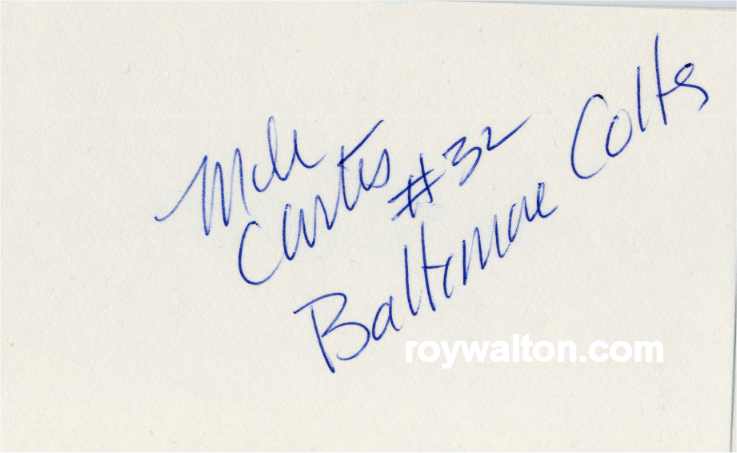 Mike
Curtis #32
Baltimore Colts
roywalton.com